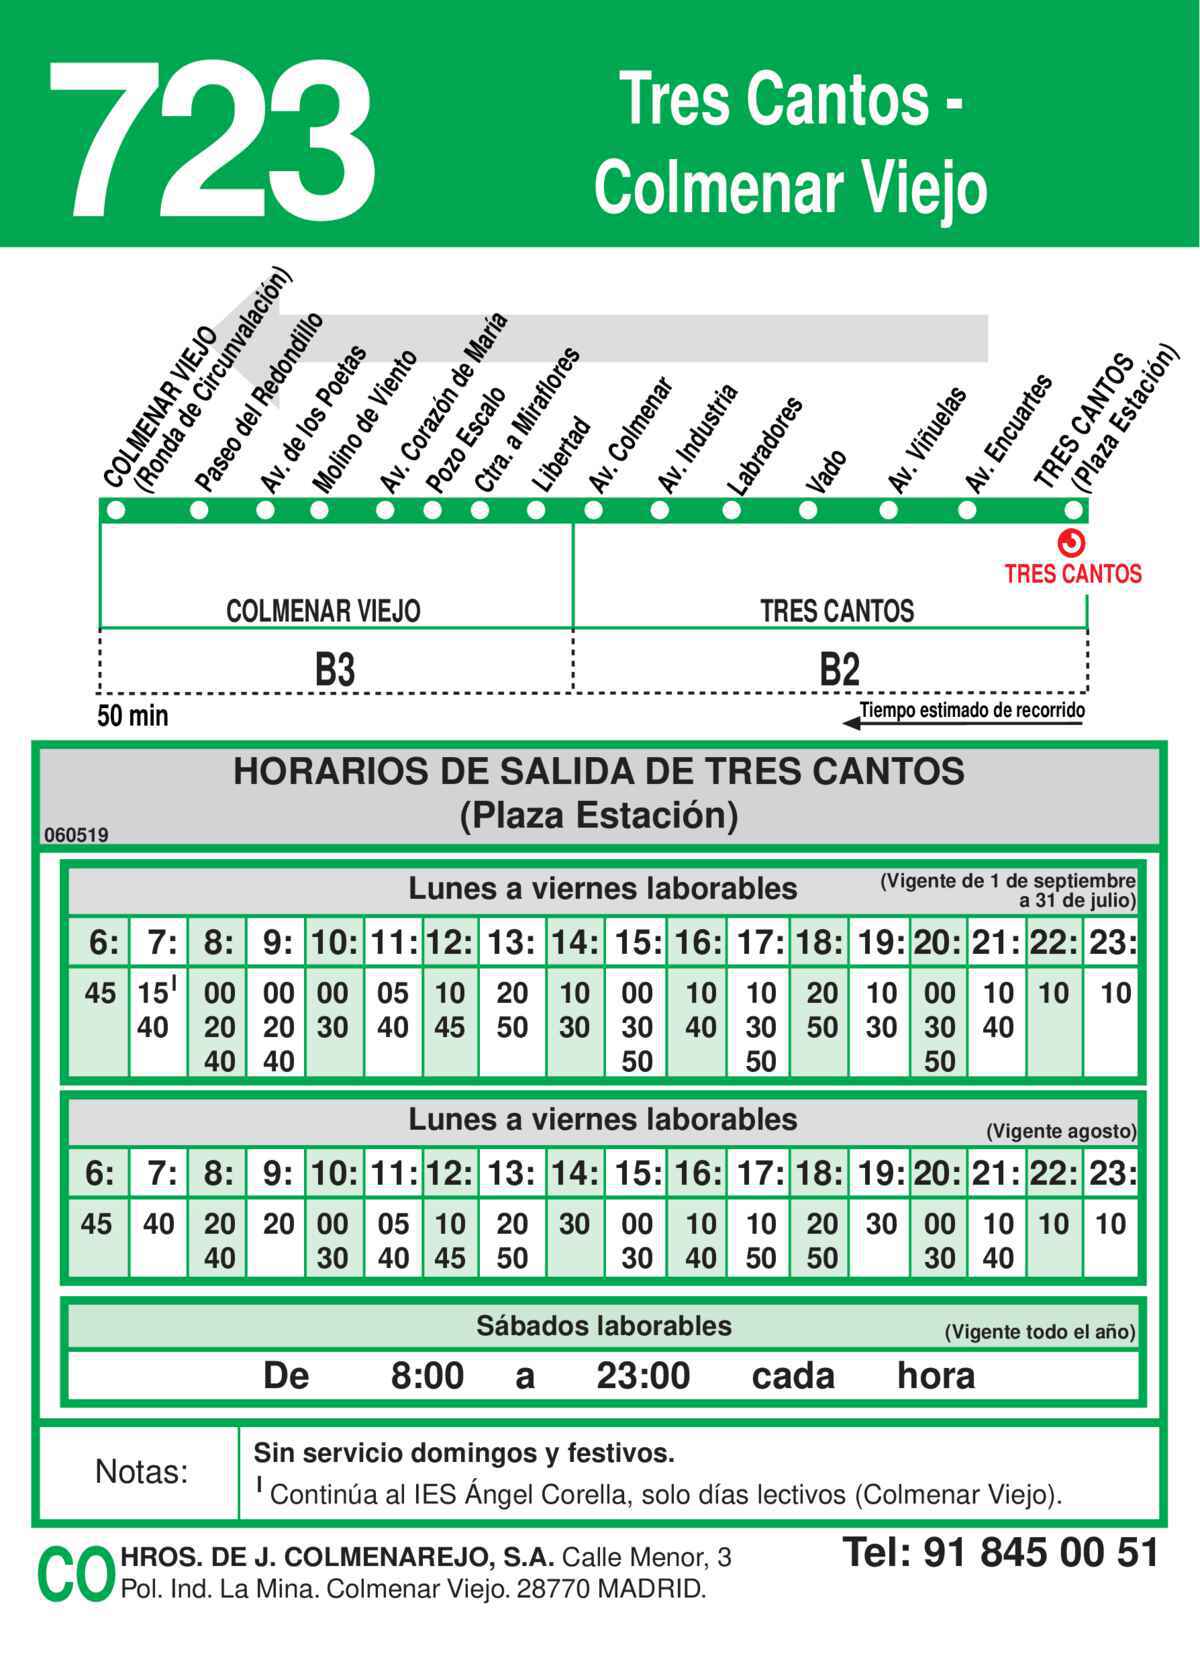 723
Tres Cantos -
Colmenar Viejo
COLMENAR VIEJO
(Ronda de Circunvalación)
Paseo del Redondillo
Av. de los Poetas
Molino de Viento
Av. Corazón de María
Pozo Escalo
Ctra. a Miraflores
Libertad
Av. Colmenar
Av. Industria
Labradores
Vado
Av. Viñuelas
Av. Encuartes
TRES CANTOS
(Plaza Estación)
TRES CANTOS
COLMENAR VIEJO TRES CANTOS
B3 B2
50 min Tiempo estimado de recorrido
HORARIOS DE SALIDA DE TRES CANTOS
(Plaza Estación)
060519
Lunes a viernes laborables (Vigente de 1 de septiembre
a 31 de julio)
6: 7: 8: 9: 10: 11: 12: 13: 14: 15: 16: 17: 18: 19: 20: 21: 22: 23:
45 15I 00 00 00 05 10 20 10 00 10 10 20 10 00 10 10 10
40 20 20 30 40 45 50 30 30 40 30 50 30 30 40
40 40 50 50 50
Lunes a viernes laborables (Vigente agosto)
6: 7: 8: 9: 10: 11: 12: 13: 14: 15: 16: 17: 18: 19: 20: 21: 22: 23:
45 40 20 20 00 05 10 20 30 00 10 10 20 30 00 10 10 10
40 30 40 45 50 30 40 50 50 30 40
Sábados laborables (Vigente todo el año)
De 8:00 a 23:00 cada hora
Notas:
Sin servicio domingos y festivos.
I Continúa al IES Ángel Corella, solo días lectivos (Colmenar Viejo).
CO
HROS. DE J. COLMENAREJO, S.A. Calle Menor, 3
Pol. Ind. La Mina. Colmenar Viejo. 28770 MADRID.
Tel: 91 845 00 51